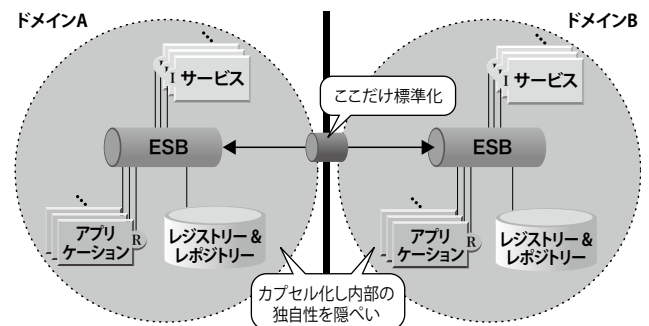 ドメインA
ドメインB
I サービス
I サービス
ここだけ標準化
ESB
ESB
アプリ
ケーション
R
レジストリー &
レポジトリー
アプリ
ケーション
R
レジストリー &
レポジトリー
カプセル化し内部の
独自性を隠ぺい